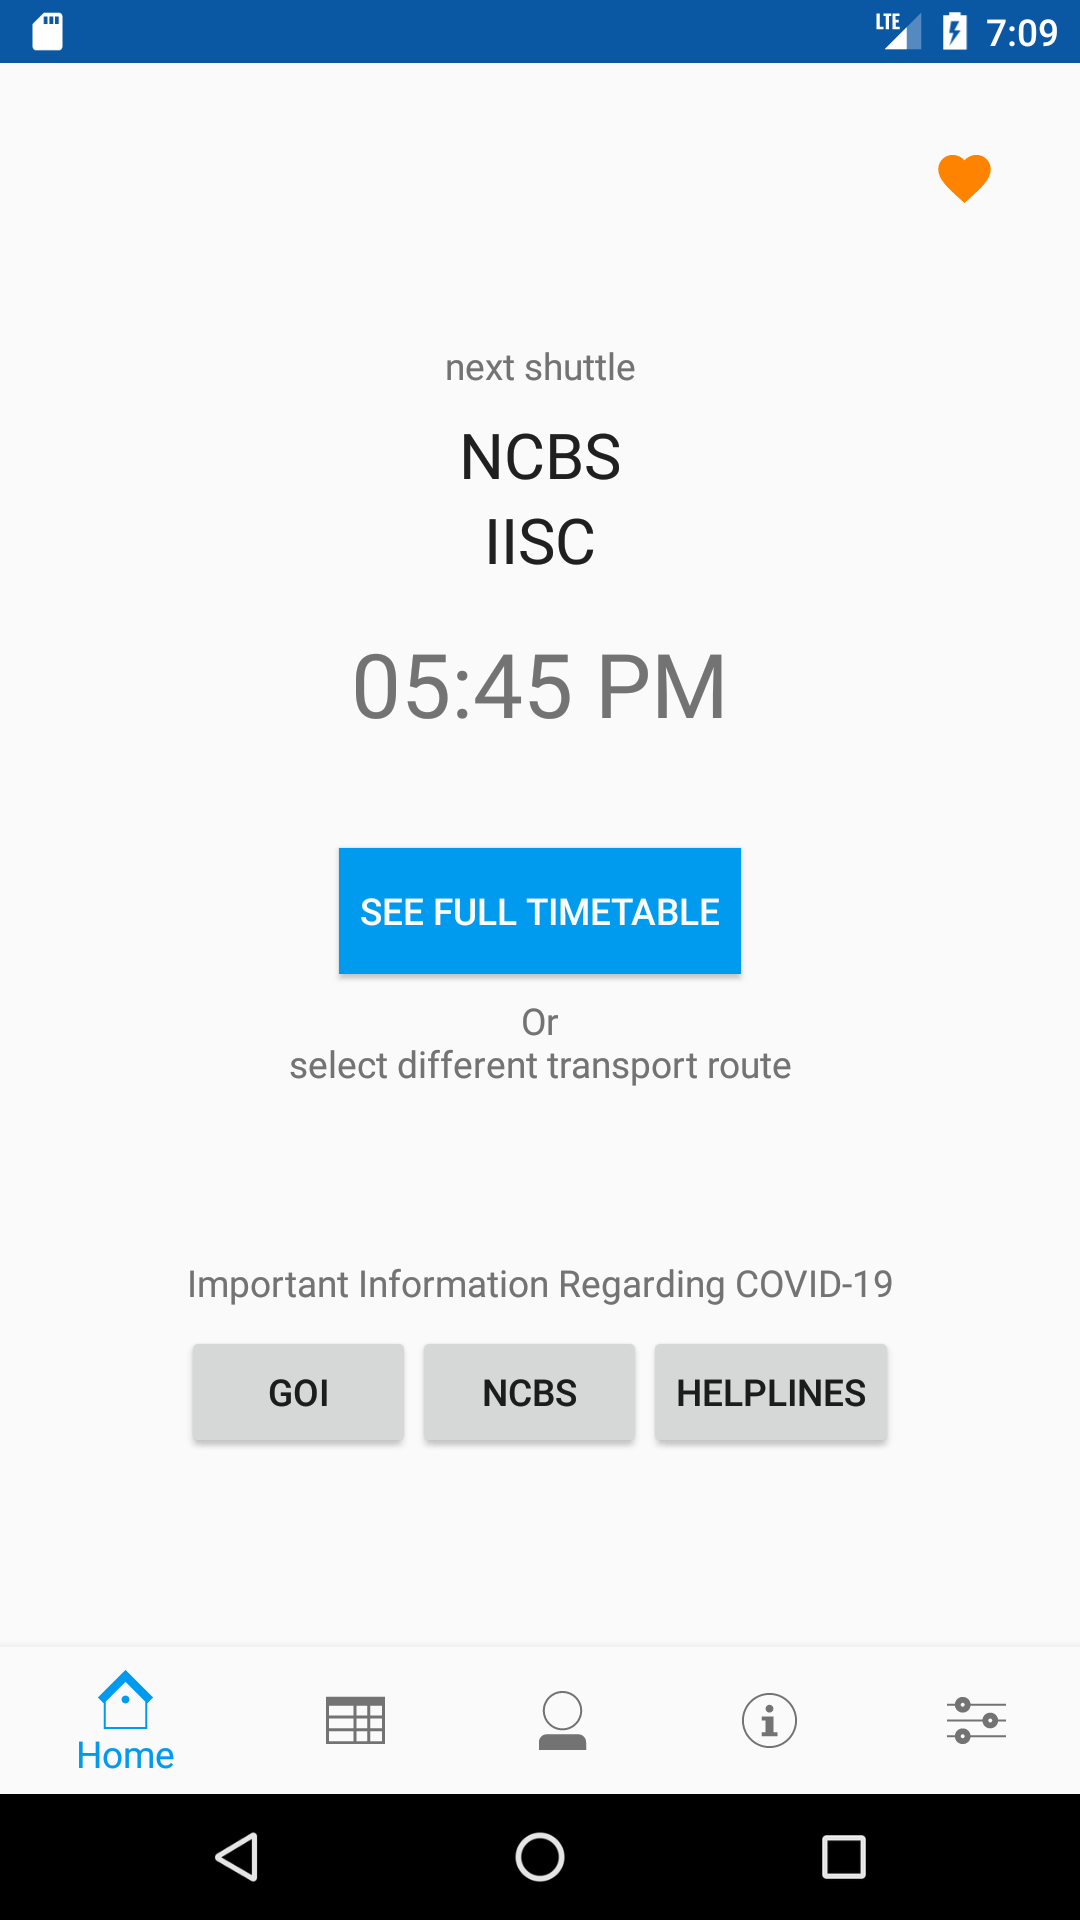 LTE 7:09
next shuttle
NCBS
IISC
05:45 PM
SEE FULL TIMETABLE
Or
select different transport route
Important Information Regarding COVID-19
GOI NCBS HELPLINES
Home